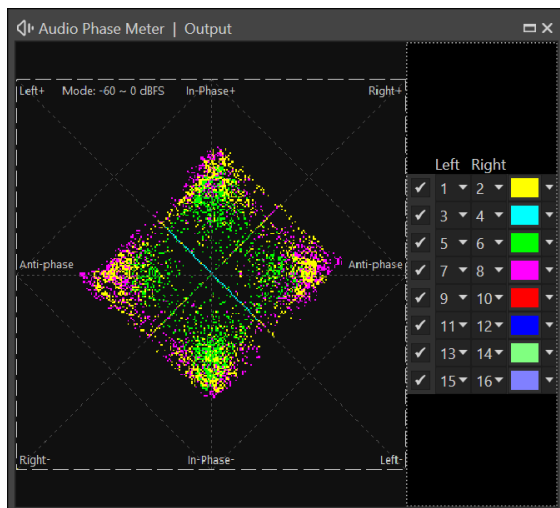 Audio Phase Meter | Output
Left+ Mode: -60 ~ 0 dBFS In-Phase+ Right+
Anti-phase Anti-phase
Right- In-Phase- Left-
Left Right
1 2
3 4
5 6
7 8
9 10
11 12
13 14
15 16